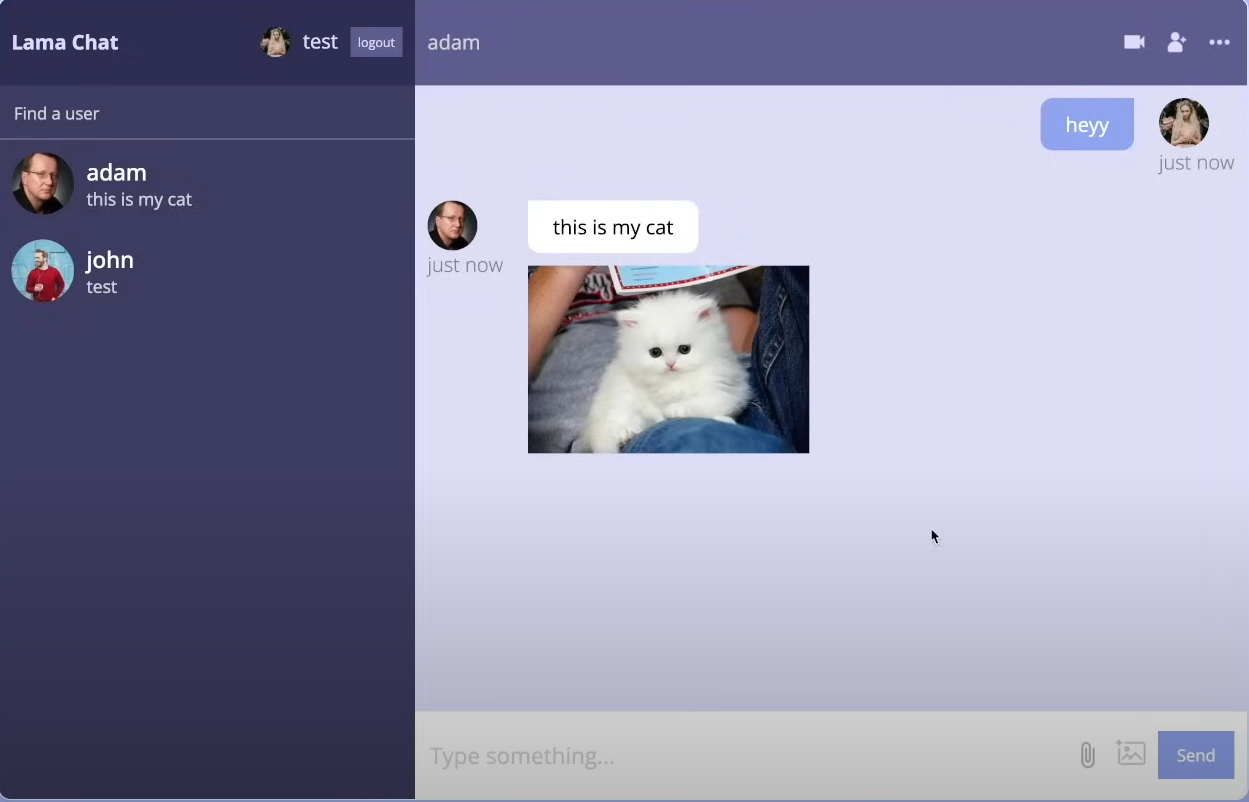 Lama Chat
test
logout
Find a user
adam
this is my cat
john
test
adam
heyy
just now
this is my cat
just now
Type something...
Send